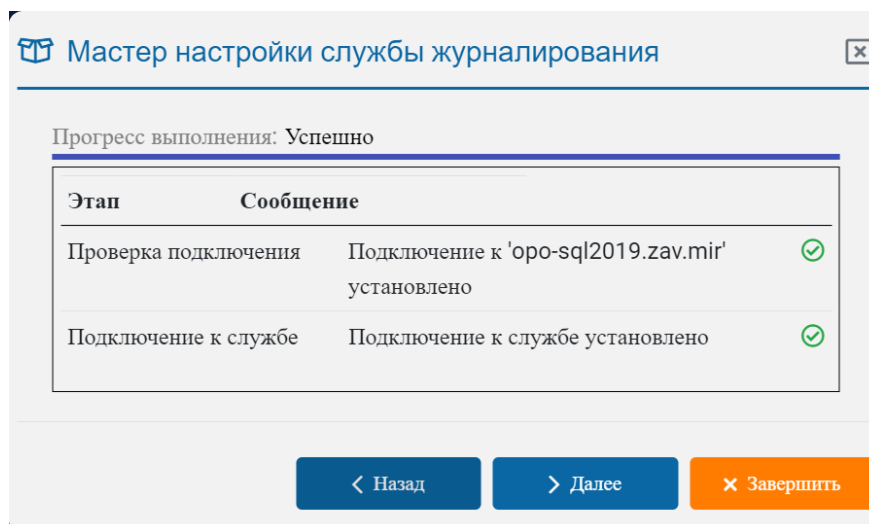 Мастер настройки службы журналирования
Прогресс выполнения: Успешно
Этап Сообщение
Проверка подключения Подключение к 'opo-sql2019.zav.mir'
установлено
Подключение к службе Подключение к службе установлено
Назад Далее Завершить